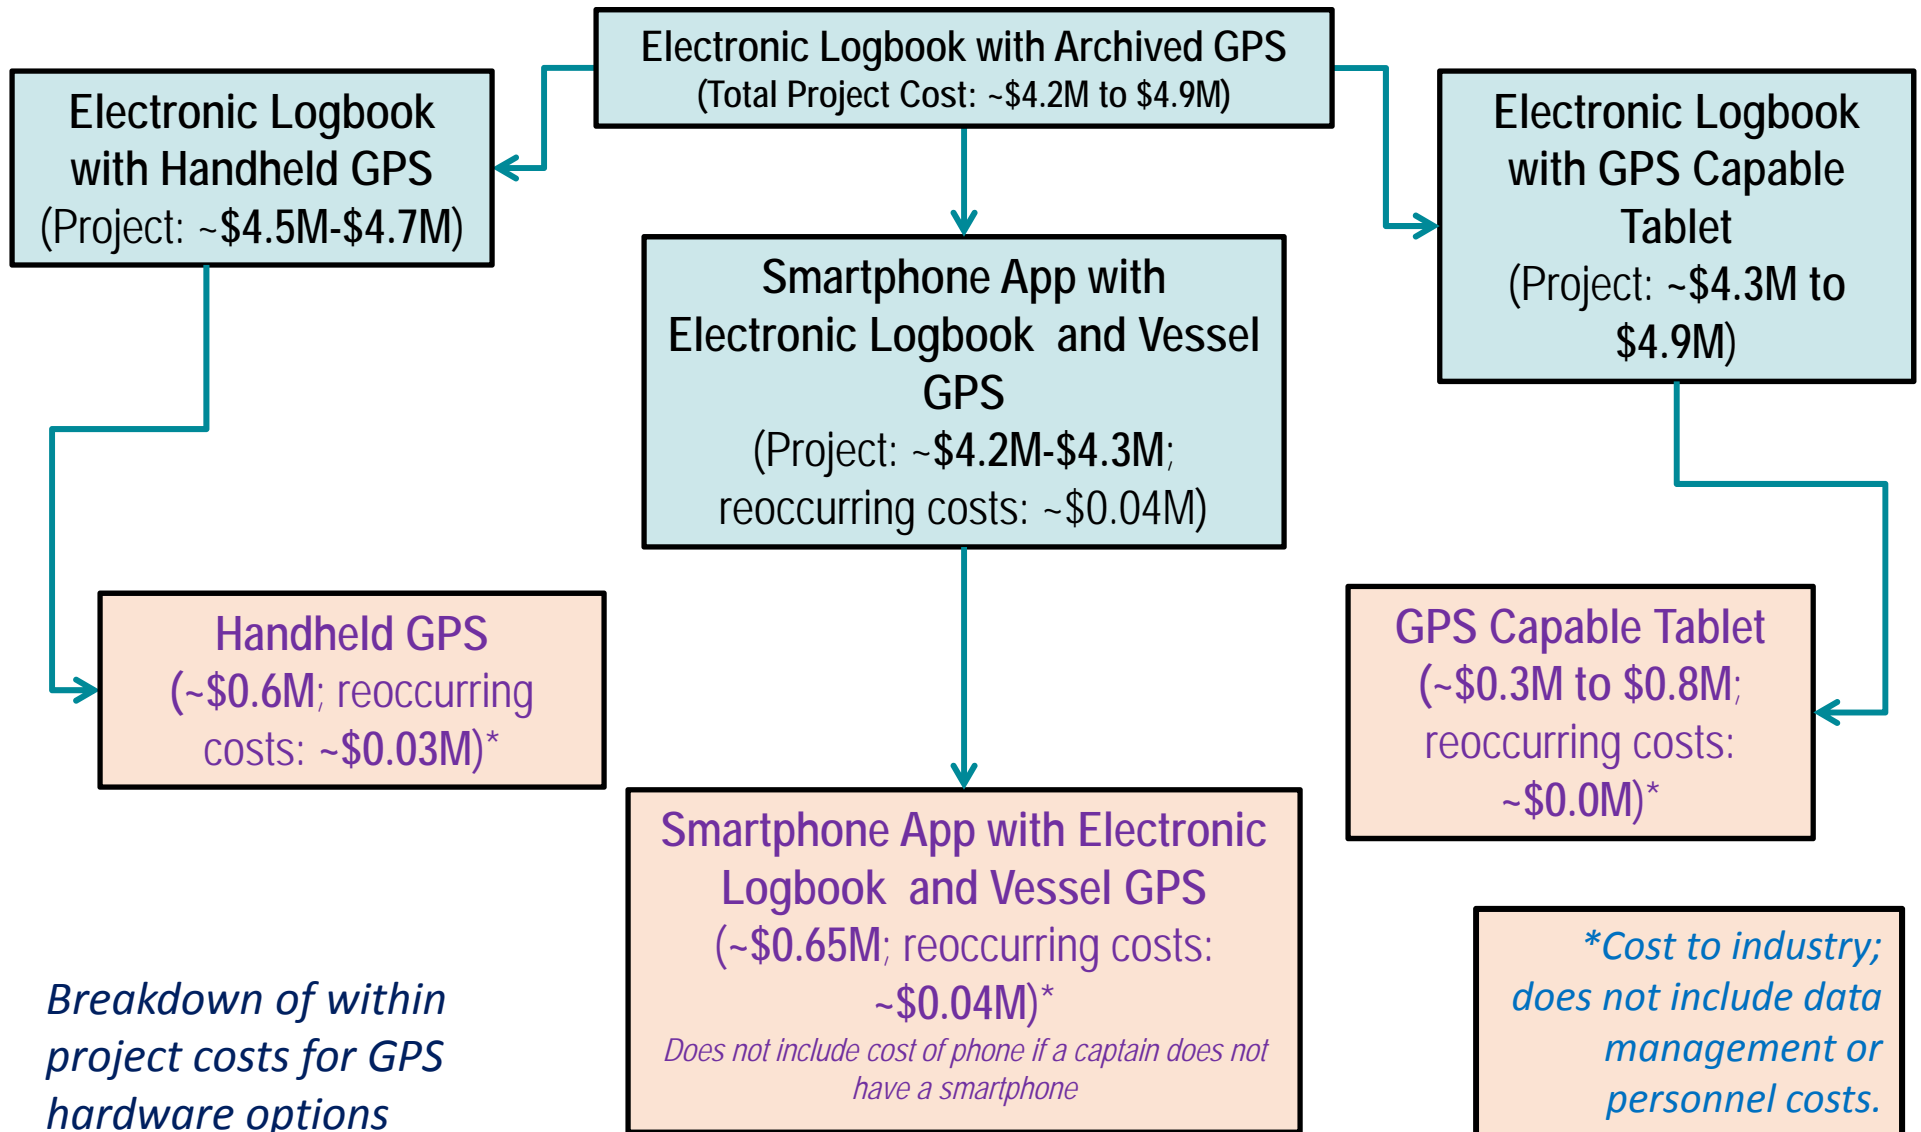 Electronic Logbook with Archived GPS
(Total Project Cost: ~$4.2M to $4.9M)
Electronic Logbook
with Handheld GPS
(Project: ~$4.5M-$4.7M)
Smartphone App with
Electronic Logbook and Vessel
GPS
(Project: ~$4.2M-$4.3M;
reoccurring costs: ~$0.04M)
Electronic Logbook
with GPS Capable
Tablet
(Project: ~$4.3M to
$4.9M)
Handheld GPS
(~$0.6M; reoccurring
costs: ~$0.03M)*
Smartphone App with Electronic
Logbook and Vessel GPS
(~$0.65M; reoccurring costs:
~$0.04M)*
Does not include cost of phone if a captain does not
have a smartphone
GPS Capable Tablet
(~$0.3M to $0.8M;
reoccurring costs:
~$0.0M)*
Breakdown of within
project costs for GPS
hardware options
*Cost to industry;
does not include data
management or
personnel costs.